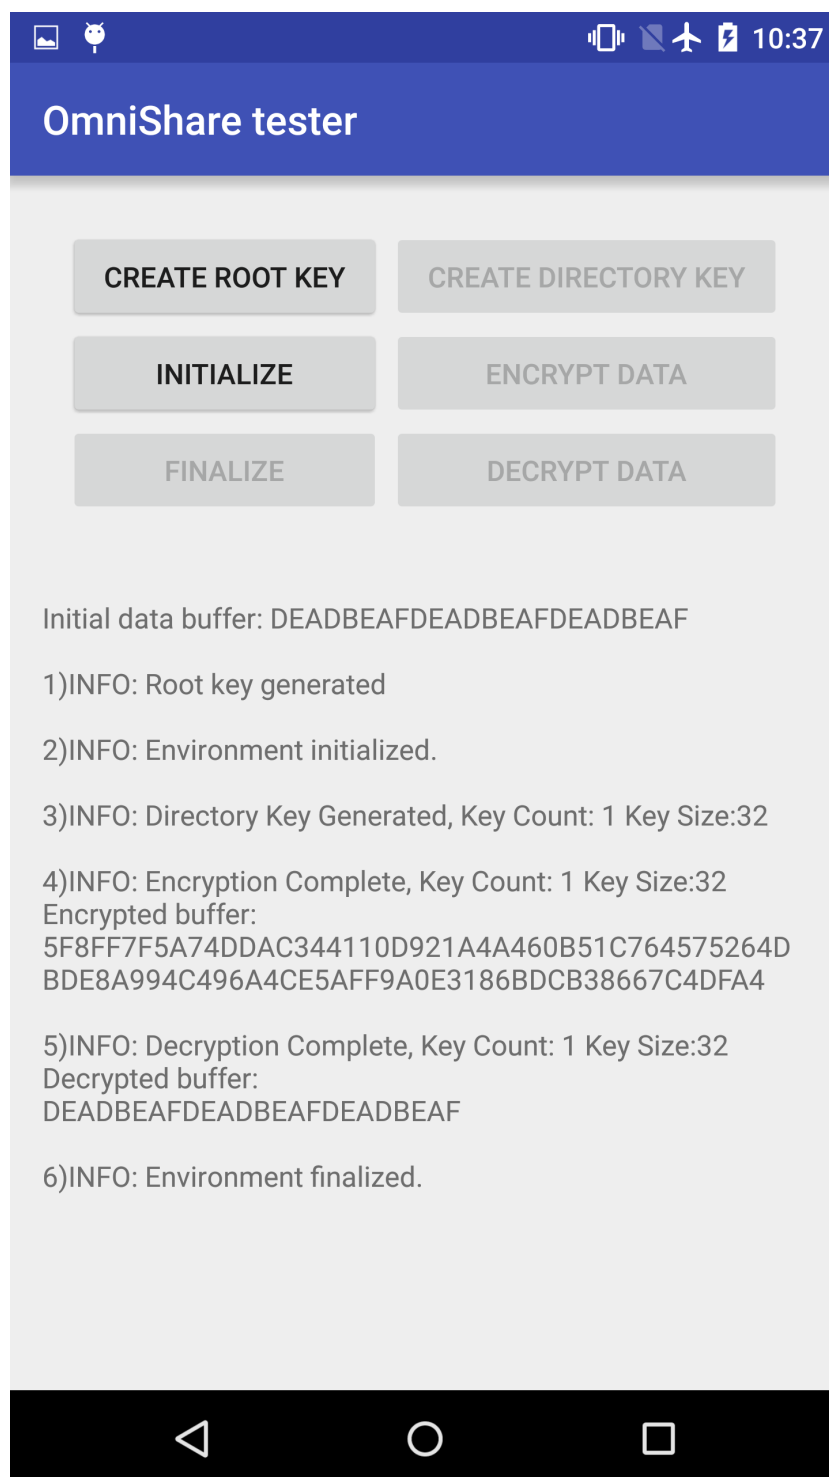 10:37
OmniShare tester
CREATE ROOT KEY CREATE DIRECTORY KEY
INITIALIZE ENCRYPT DATA
FINALIZE DECRYPT DATA
Initial data buffer: DEADBEAFDEADBEAFDEADBEAF
1)INFO: Root key generated
2)INFO: Environment initialized.
3)INFO: Directory Key Generated, Key Count: 1 Key Size:32
4)INFO: Encryption Complete, Key Count: 1 Key Size:32
Encrypted buffer:
5F8FF7F5A74DDAC344110D921A4A460B51C764575264D
BDE8A994C496A4CE5AFF9A0E3186BDCB38667C4DFA4
5)INFO: Decryption Complete, Key Count: 1 Key Size:32
Decrypted buffer:
DEADBEAFDEADBEAFDEADBEAF
6)INFO: Environment finalized.